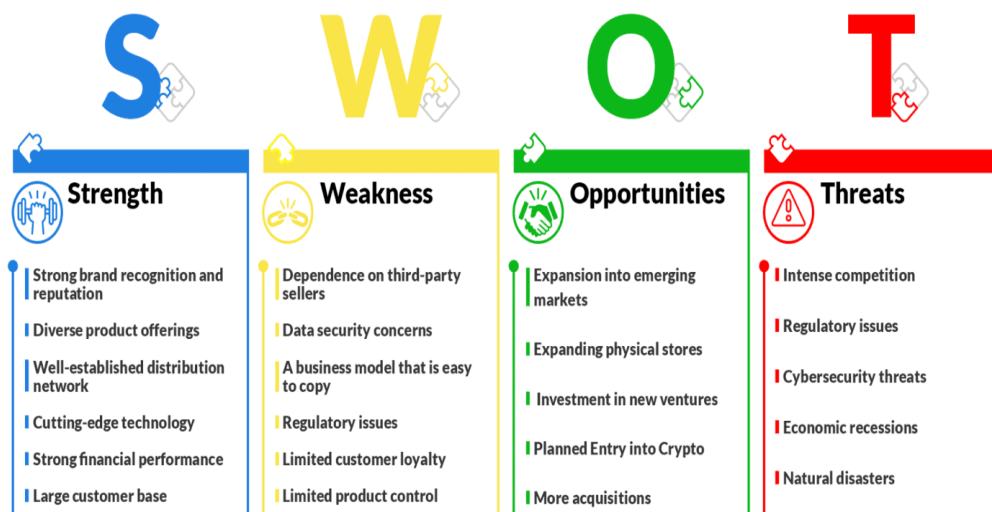 S
W
O
T
Strength
Strong brand recognition and
reputation
Diverse product offerings
Well-established distribution
network
Cutting-edge technology
Strong financial performance
Large customer base
Weakness
Dependence on third-party
sellers
Data security concerns
A business model that is easy
to copy
Regulatory issues
Limited customer loyalty
Limited product control
Opportunities
Expansion into emerging
markets
Expanding physical stores
Investment in new ventures
Planned Entry into Crypto
More acquisitions
Threats
Intense competition
Regulatory issues
Cybersecurity threats
Economic recessions
Natural disasters